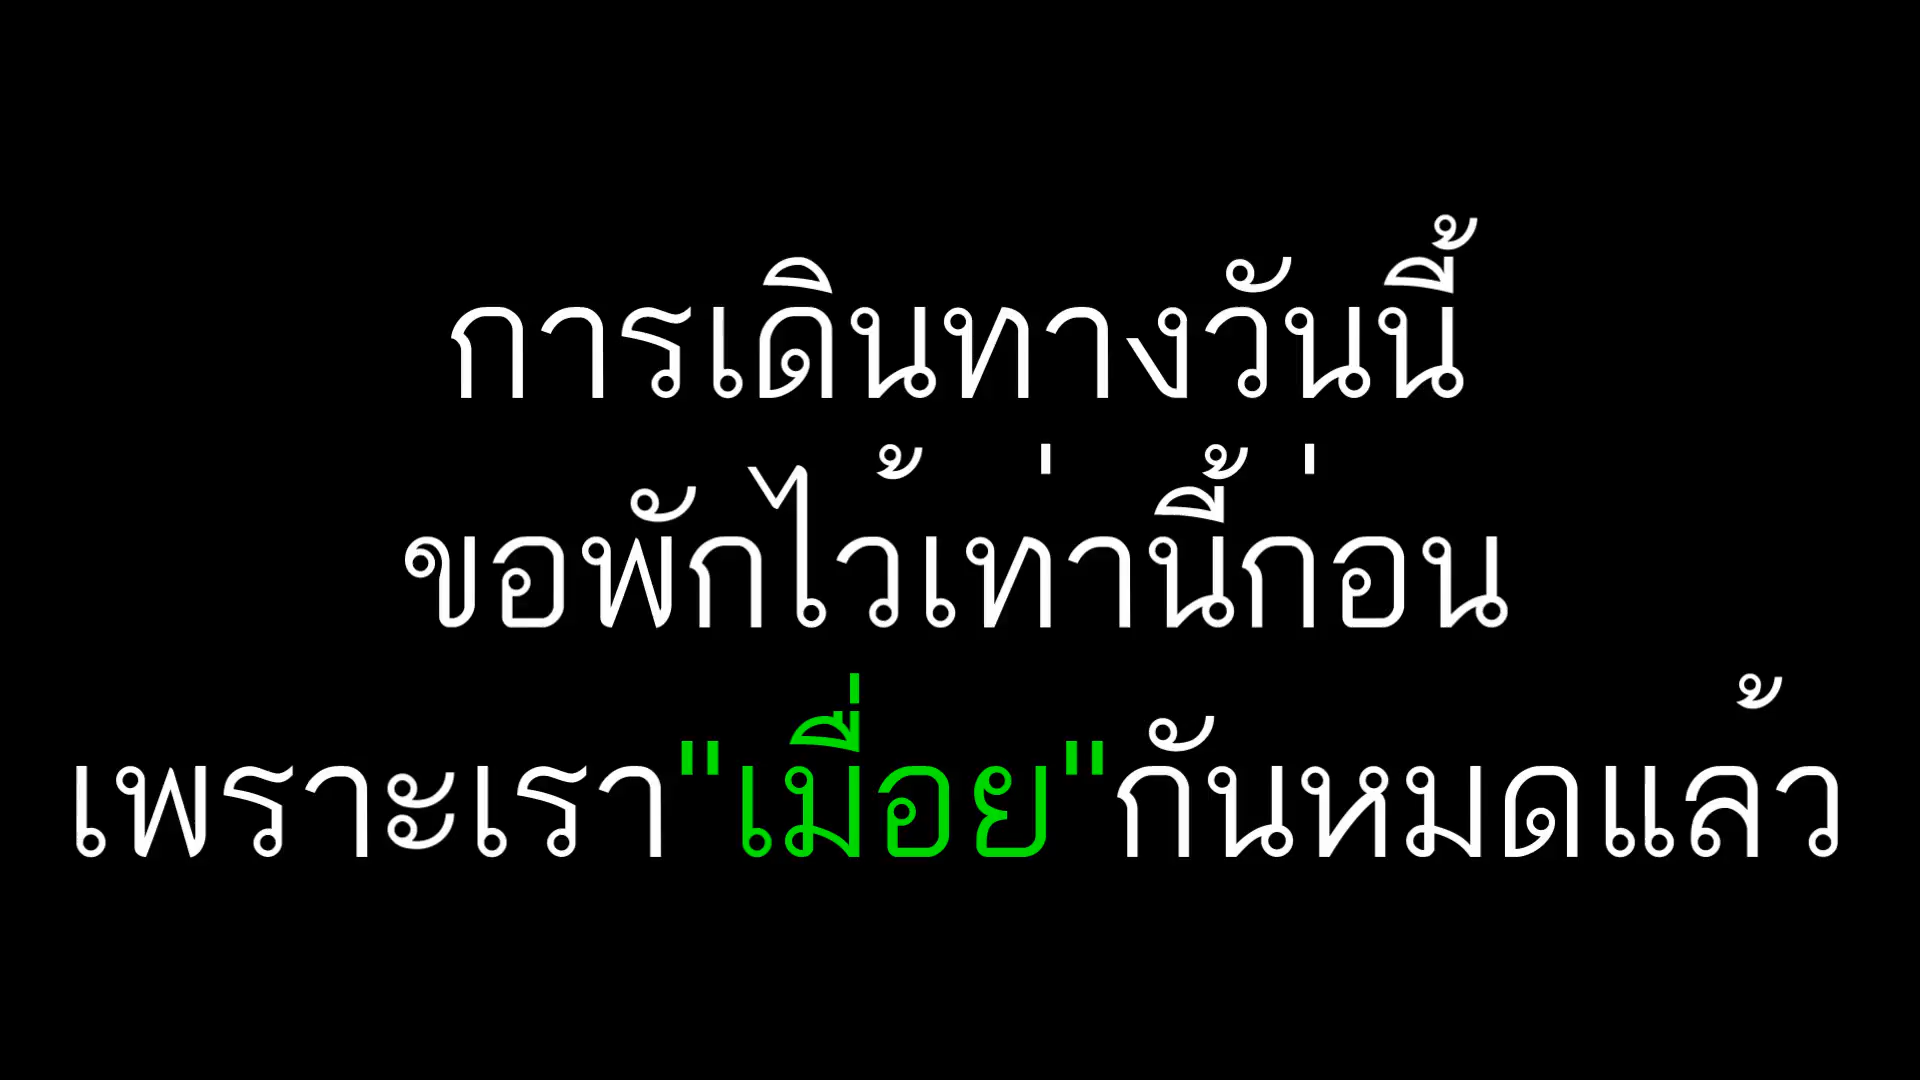 การเดินทางวันนี้
ขอพักไว้เท่านี้ก่อน
เพราะเรา"เมื่อย"กันหมดแล้ว